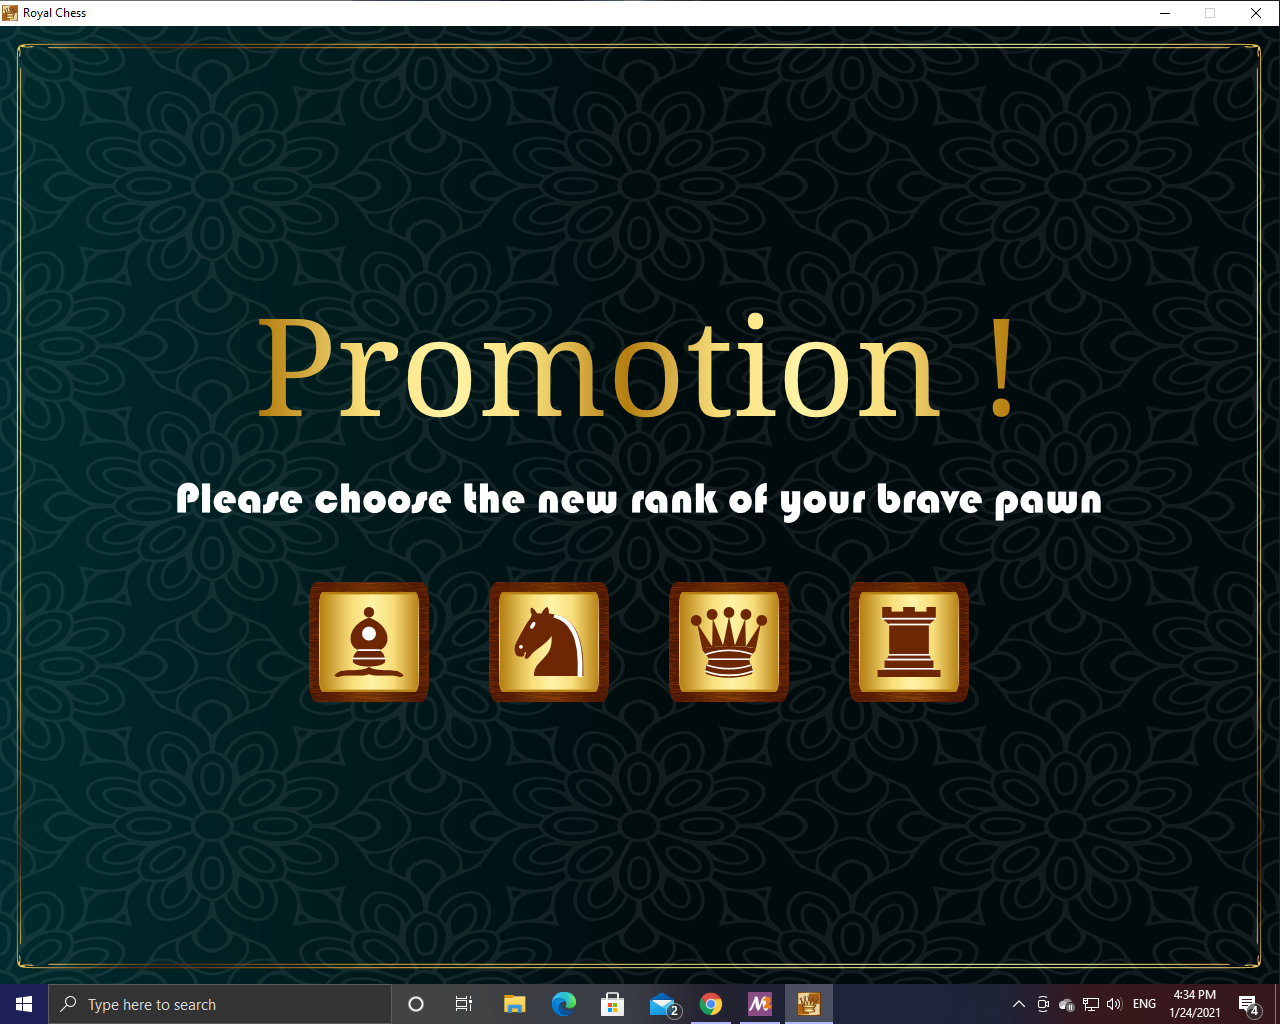 Royal Chess
Promotion !
Please choose the new rank of your brave pawn
Type here to search
2
ENG
4:34 PM
1/24/2021
4